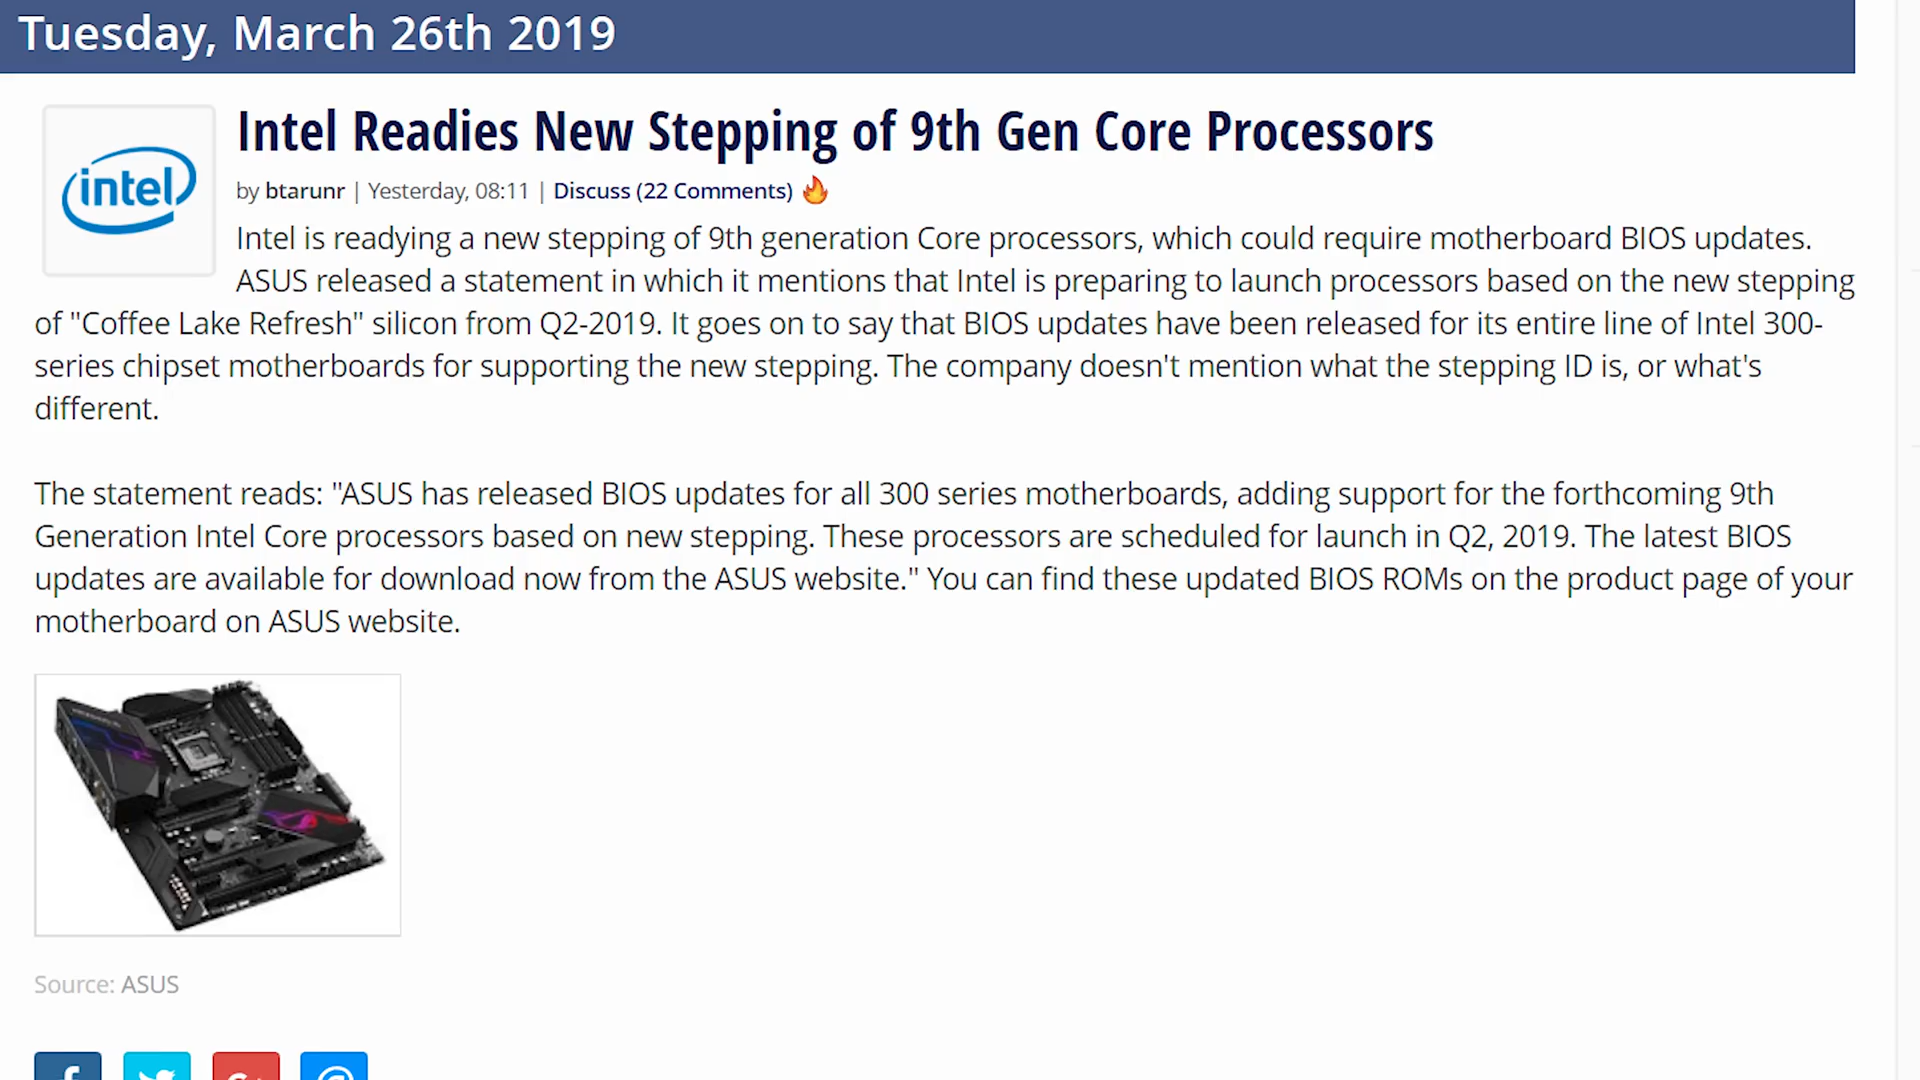 Tuesday, March 26th 2019
intel
Intel Readies New Stepping of 9th Gen Core Processors
by btarunr | Yesterday, 08:11 | Discuss (22 Comments)
Intel is readying a new stepping of 9th generation Core processors, which could require motherboard BIOS updates.
ASUS released a statement in which it mentions that Intel is preparing to launch processors based on the new stepping
of "Coffee Lake Refresh" silicon from Q2-2019. It goes on to say that BIOS updates have been released for its entire line of Intel 300-
series chipset motherboards for supporting the new stepping. The company doesn't mention what the stepping ID is, or what's
different.
The statement reads: "ASUS has released BIOS updates for all 300 series motherboards, adding support for the forthcoming 9th
Generation Intel Core processors based on new stepping. These processors are scheduled for launch in Q2, 2019. The latest BIOS
updates are available for download now from the ASUS website." You can find these updated BIOS ROMs on the product page of your
motherboard on ASUS website.
Source: ASUS